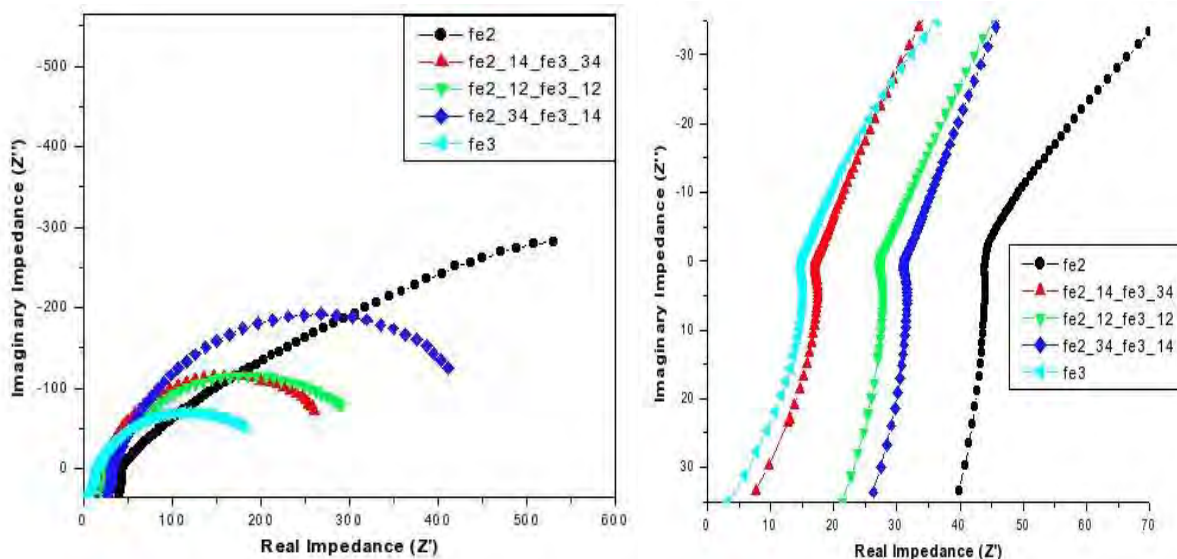 -500
-400
-300
-200
-100
0
Imaginary Impedance (Z'')
fe2
fe2_14_fe3_34
fe2_12_fe3_12
fe2_34_fe3_14
fe3
0 100 200 300 400 500 600
Real Impedance (Z')
-30
-20
-10
0
10
20
30
Imaginary Impedance (Z'')
fe2
fe2_14_fe3_34
fe2_12_fe3_12
fe2_34_fe3_14
fe3
0 10 20 30 40 50 60 70
Real Impedance (Z')